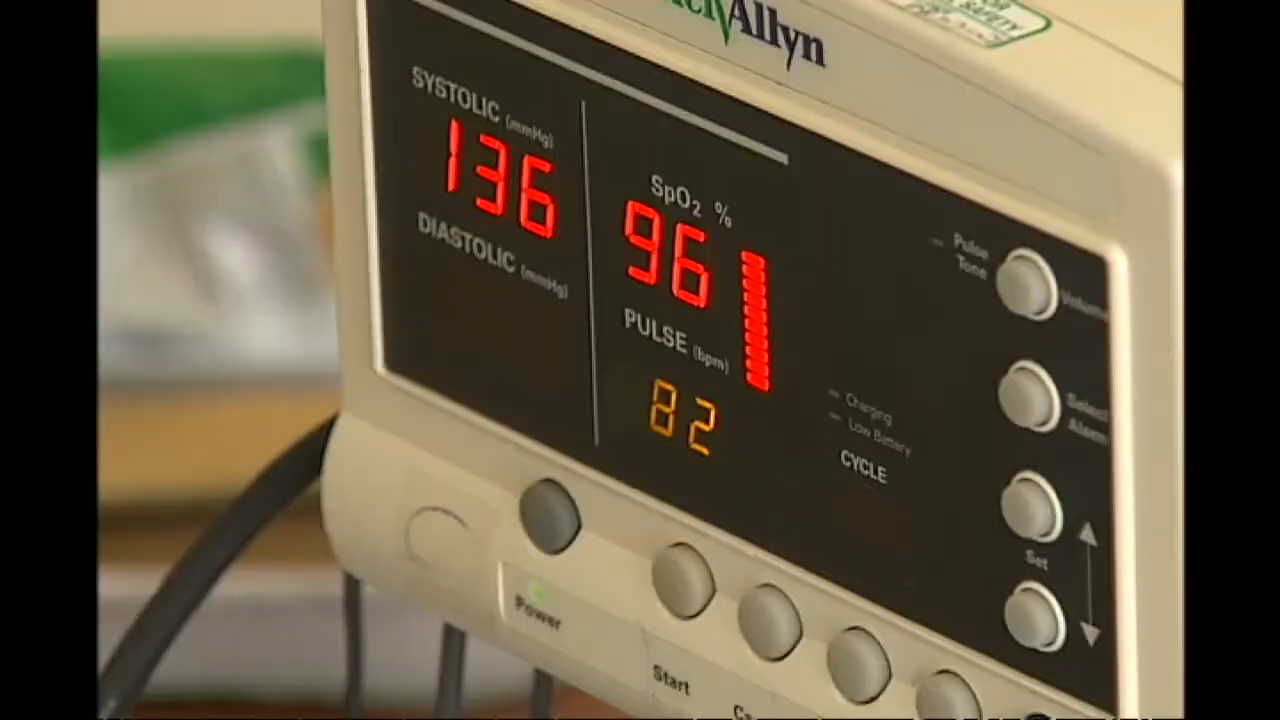 Allyn
SAFETY
SYSTOLIC (mmHg)
136
DIASTOLIC (mmHg)
SpO2 %
96
PULSE (bpm)
82
Pulse
Tone
Volume
Select
Alarm
Charging
Low Battery
CYCLE
Set
Power
Start